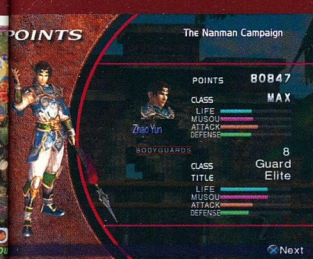 POINTS
The Nanman Campaign
POINTS 80847
CLASS MAX
LIFE
MUSOU
ATTACK
DEFENSE
Zhao Yun
BODYGUARDS
8
CLASS Guard
TITLE Elite
LIFE
MUSOU
ATTACK
DEFENSE
Next